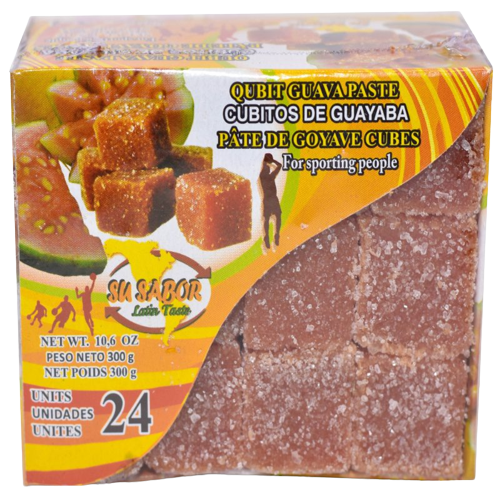 QUBIT GUAVA PASTE
CUBITOS DE GUAYABA
PÂTE DE GOYAVE CUBES
For sporting people
SU SABOR
Latin Taste
NET WT. 10,6 OZ
PESO NETO 300 g
NET POIDS 300 g
UNITS
UNIDADES 24
UNITES